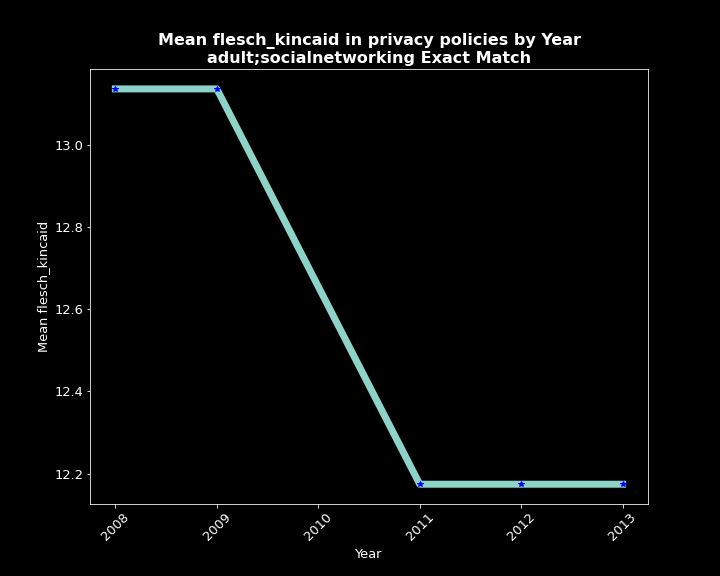 Mean flesch_kincaid in privacy policies by Year
adult;socialnetworking Exact Match
Mean flesch_kincaid
13.0
12.8
12.6
12.4
12.2
2008
2009
2010
2011
2012
2013
Year